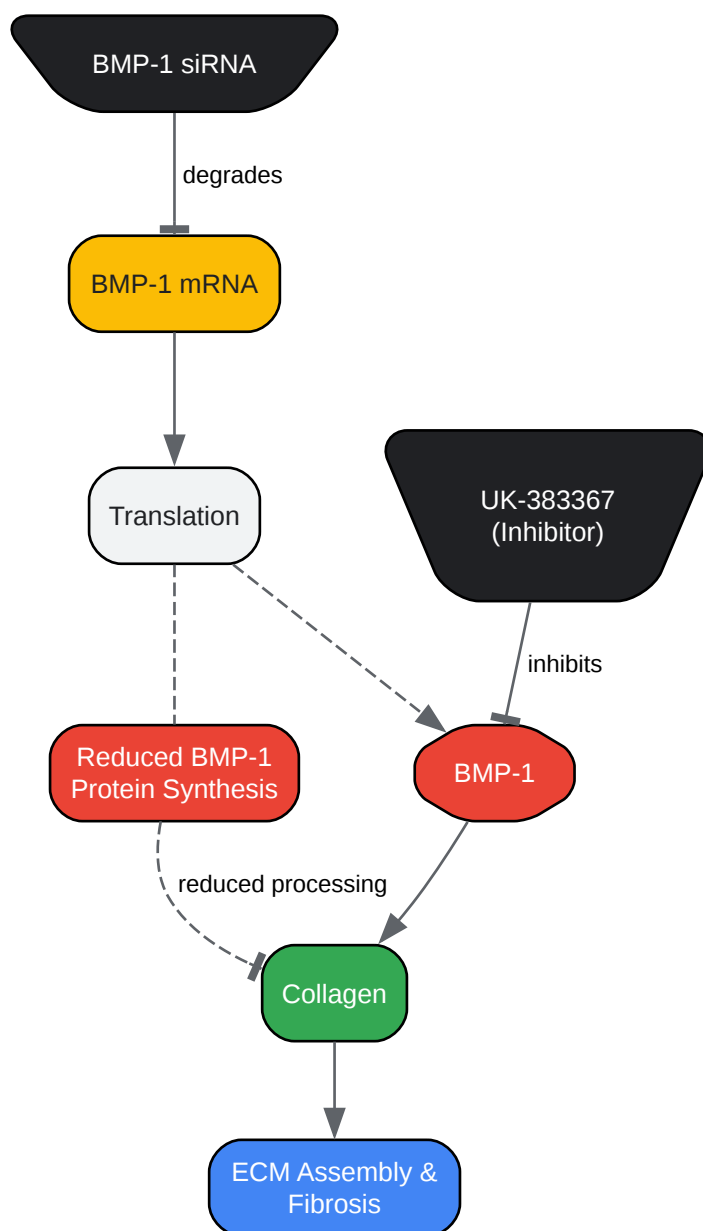 BMP-1 siRNA
degrades
BMP-1 mRNA
Translation
UK-383367
(Inhibitor)
inhibits
Reduced BMP-1
Protein Synthesis
BMP-1
reduced processing
Collagen
ECM Assembly &
Fibrosis